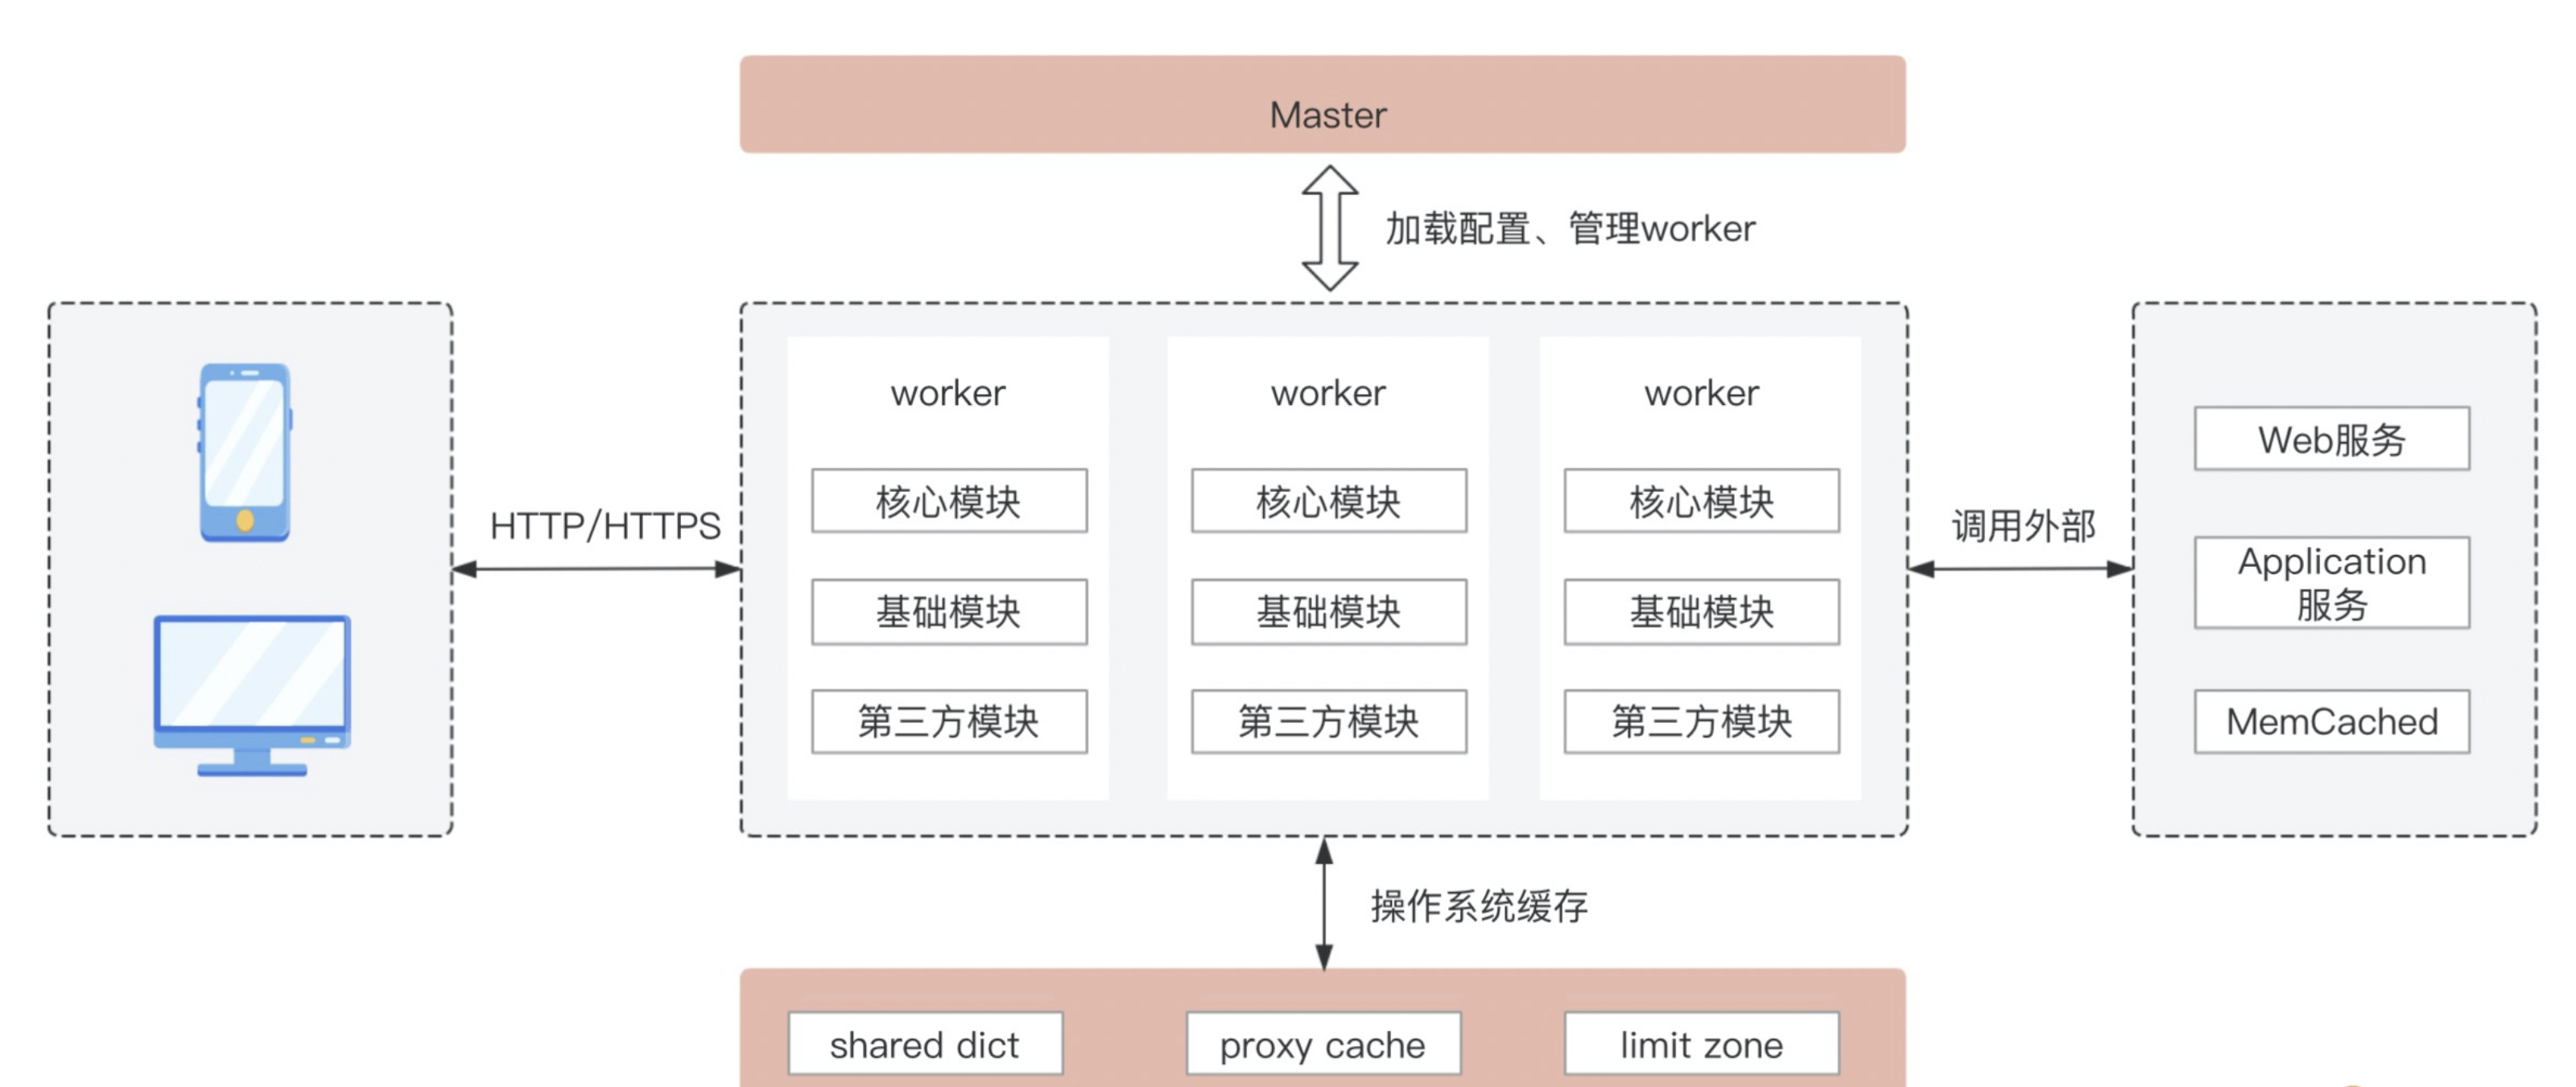 Master
加载配置、管理worker
HTTP/HTTPS
worker
核心模块
基础模块
第三方模块
worker
核心模块
基础模块
第三方模块
worker
核心模块
基础模块
第三方模块
调用外部
Web服务
Application
服务
MemCached
操作系统缓存
shared dict
proxy cache
limit zone